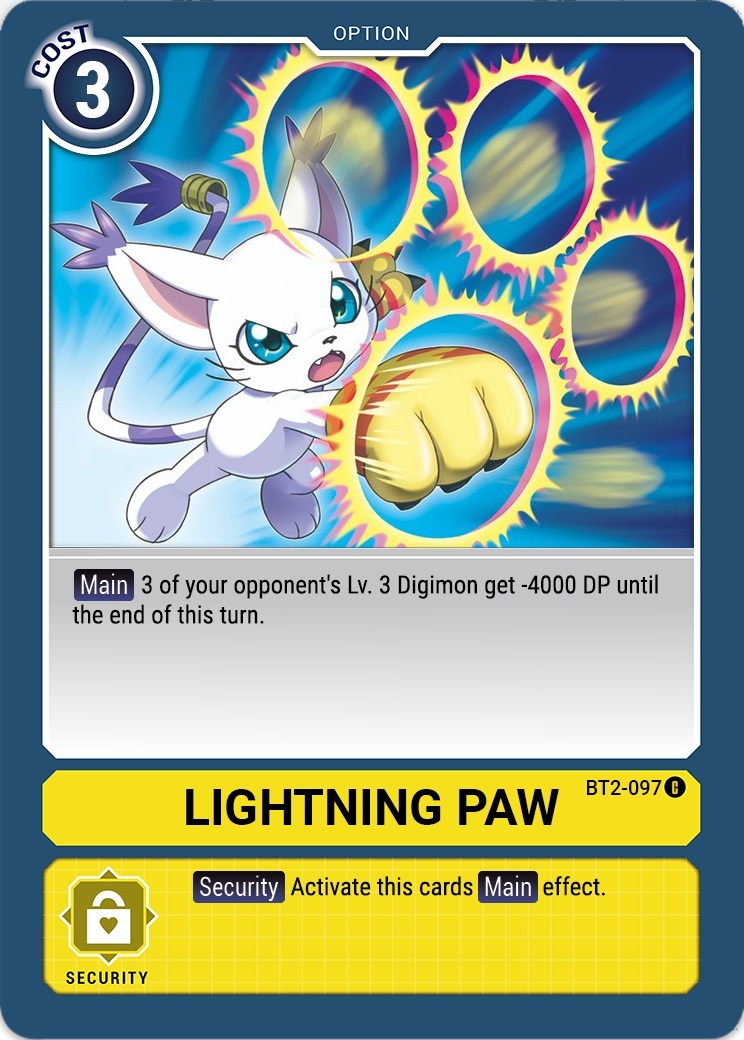 OPTION
COST
3
Main 3 of your opponent's Lv. 3 Digimon get -4000 DP until
the end of this turn.
BT2-097 C
LIGHTNING PAW
Security Activate this cards Main effect.
SECURITY